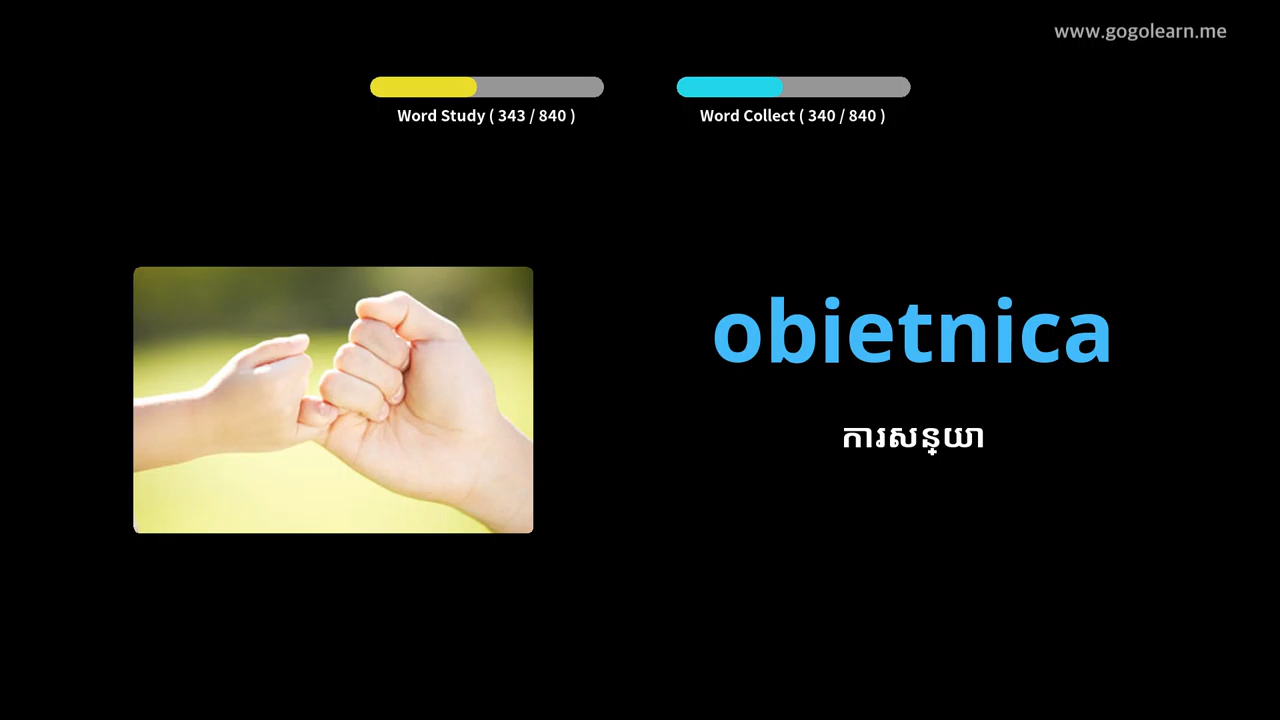 www.gogolearn.me
Word Study ( 343 / 840 )
Word Collect ( 340 / 840 )
obietnica
ការសន្យា